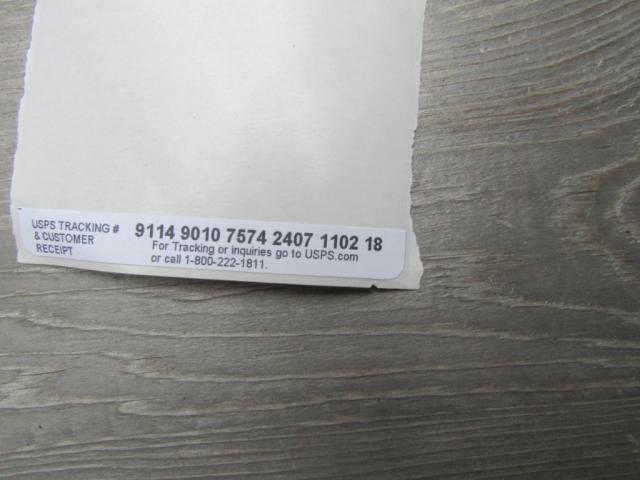 USPS TRACKING #
& CUSTOMER
RECEIPT
9114 9010 7574 2407 1102 18
For Tracking or inquiries go to USPS.com
or call 1-800-222-1811.